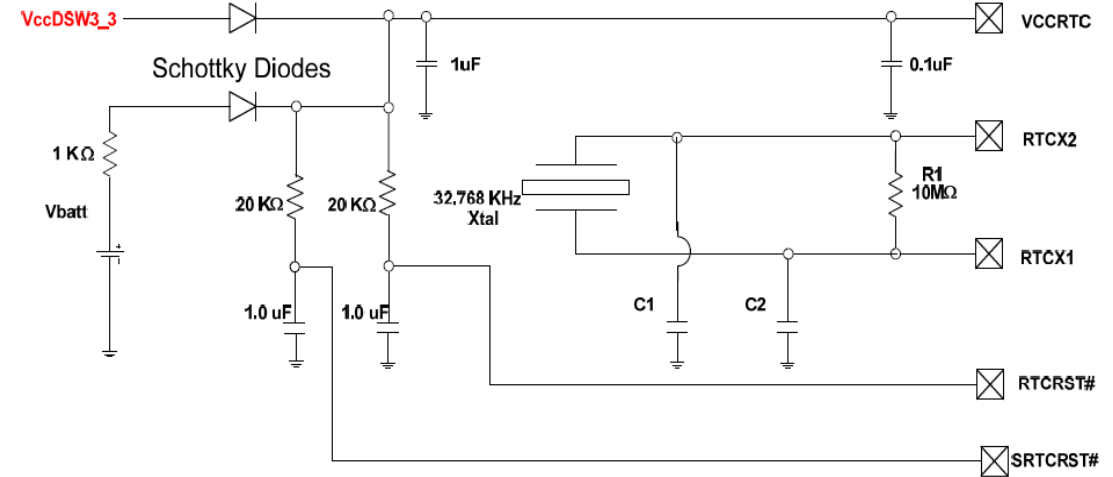 VccDSW3_3
VCCRTC
1uF
0.1uF
Schottky Diodes
1 KΩ
RTCX2
R1
10MΩ
20 KΩ
20 KΩ
32.768 KHz
Xtal
Vbatt
+
-
RTCX1
1.0 uF
1.0 uF
C1
C2
RTCRST#
SRTCRST#